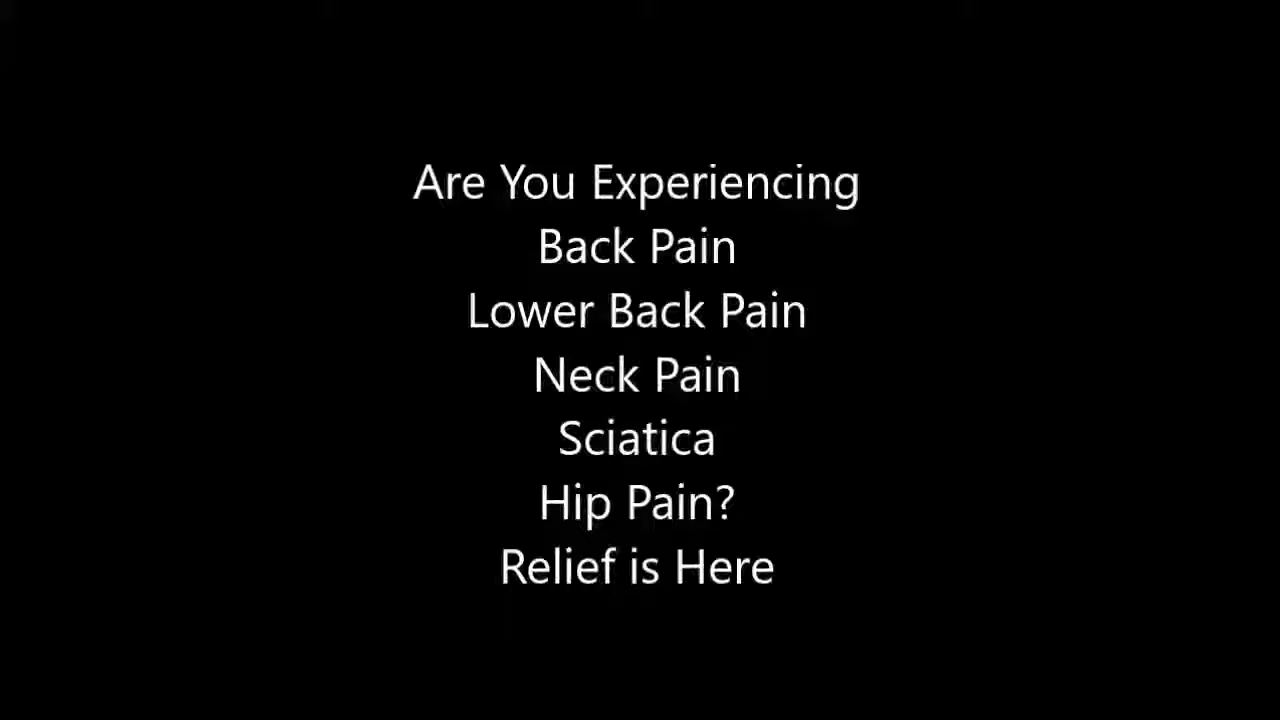 Are You Experiencing
Back Pain
Lower Back Pain
Neck Pain
Sciatica
Hip Pain?
Relief is Here